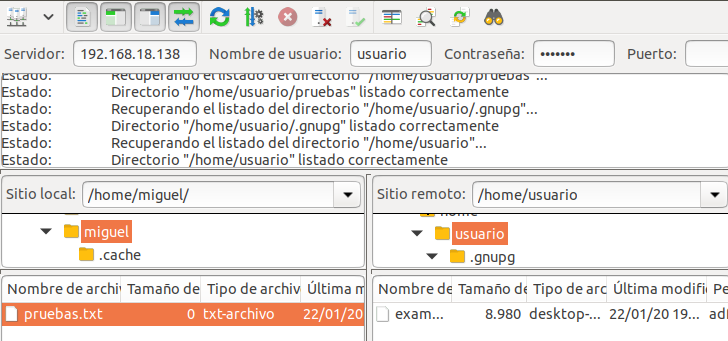 Servidor: 192.168.18.138 Nombre de usuario: usuario Contraseña: ••••••• Puerto:
Estado: Recuperando el listado del directorio "/home/usuario/pruebas"...
Estado: Directorio "/home/usuario/pruebas" listado correctamente
Estado: Recuperando el listado del directorio "/home/usuario/.gnupg"...
Estado: Directorio "/home/usuario/.gnupg" listado correctamente
Estado: Recuperando el listado del directorio "/home/usuario"...
Estado: Directorio "/home/usuario" listado correctamente
Sitio local: /home/miguel/
Sitio remoto: /home/usuario
miguel
.cache
home
usuario
.gnupg
Nombre de archi Tamaño de Tipo de archiv Última m
pruebas.txt 0 txt-archivo 22/01/20
Nombre de arc Tamaño de Tipo de arc Última modific Pe
exam... 8.980 desktop-... 22/01/20 19... adf